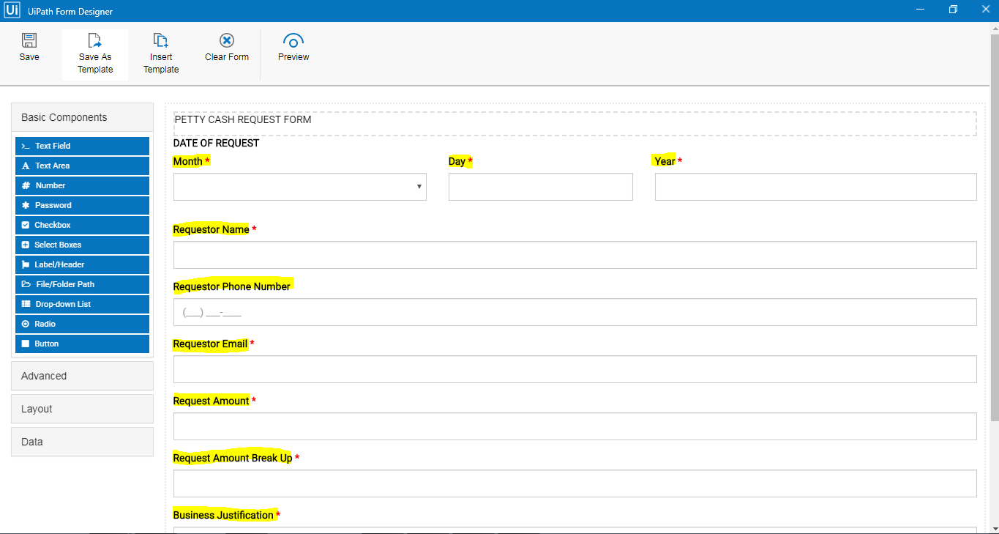 Ui UiPath Form Designer
Save
Save As
Template
Insert
Template
Clear Form
Preview
Basic Components
Text Field
Text Area
Number
Password
Checkbox
Select Boxes
Label/Header
File/Folder Path
Drop-down List
Radio
Button
Advanced
Layout
Data
PETTY CASH REQUEST FORM
DATE OF REQUEST
Month * Day * Year *
Requestor Name *
Requestor Phone Number
(___) ___-____
Requestor Email *
Request Amount *
Request Amount Break Up *
Business Justification *